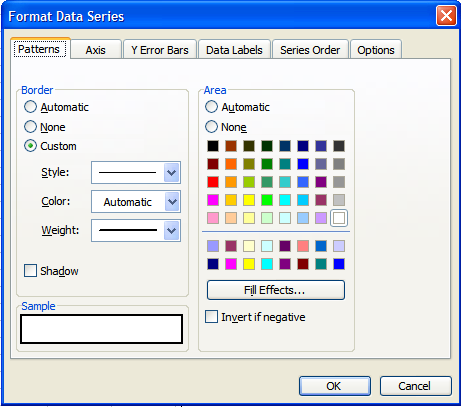 Format Data Series
Patterns Axis Y Error Bars Data Labels Series Order Options
Border
Automatic
None
Custom
Style:
Color: Automatic
Weight:
Shadow
Sample
Area
Automatic
None
Fill Effects...
Invert if negative
OK Cancel